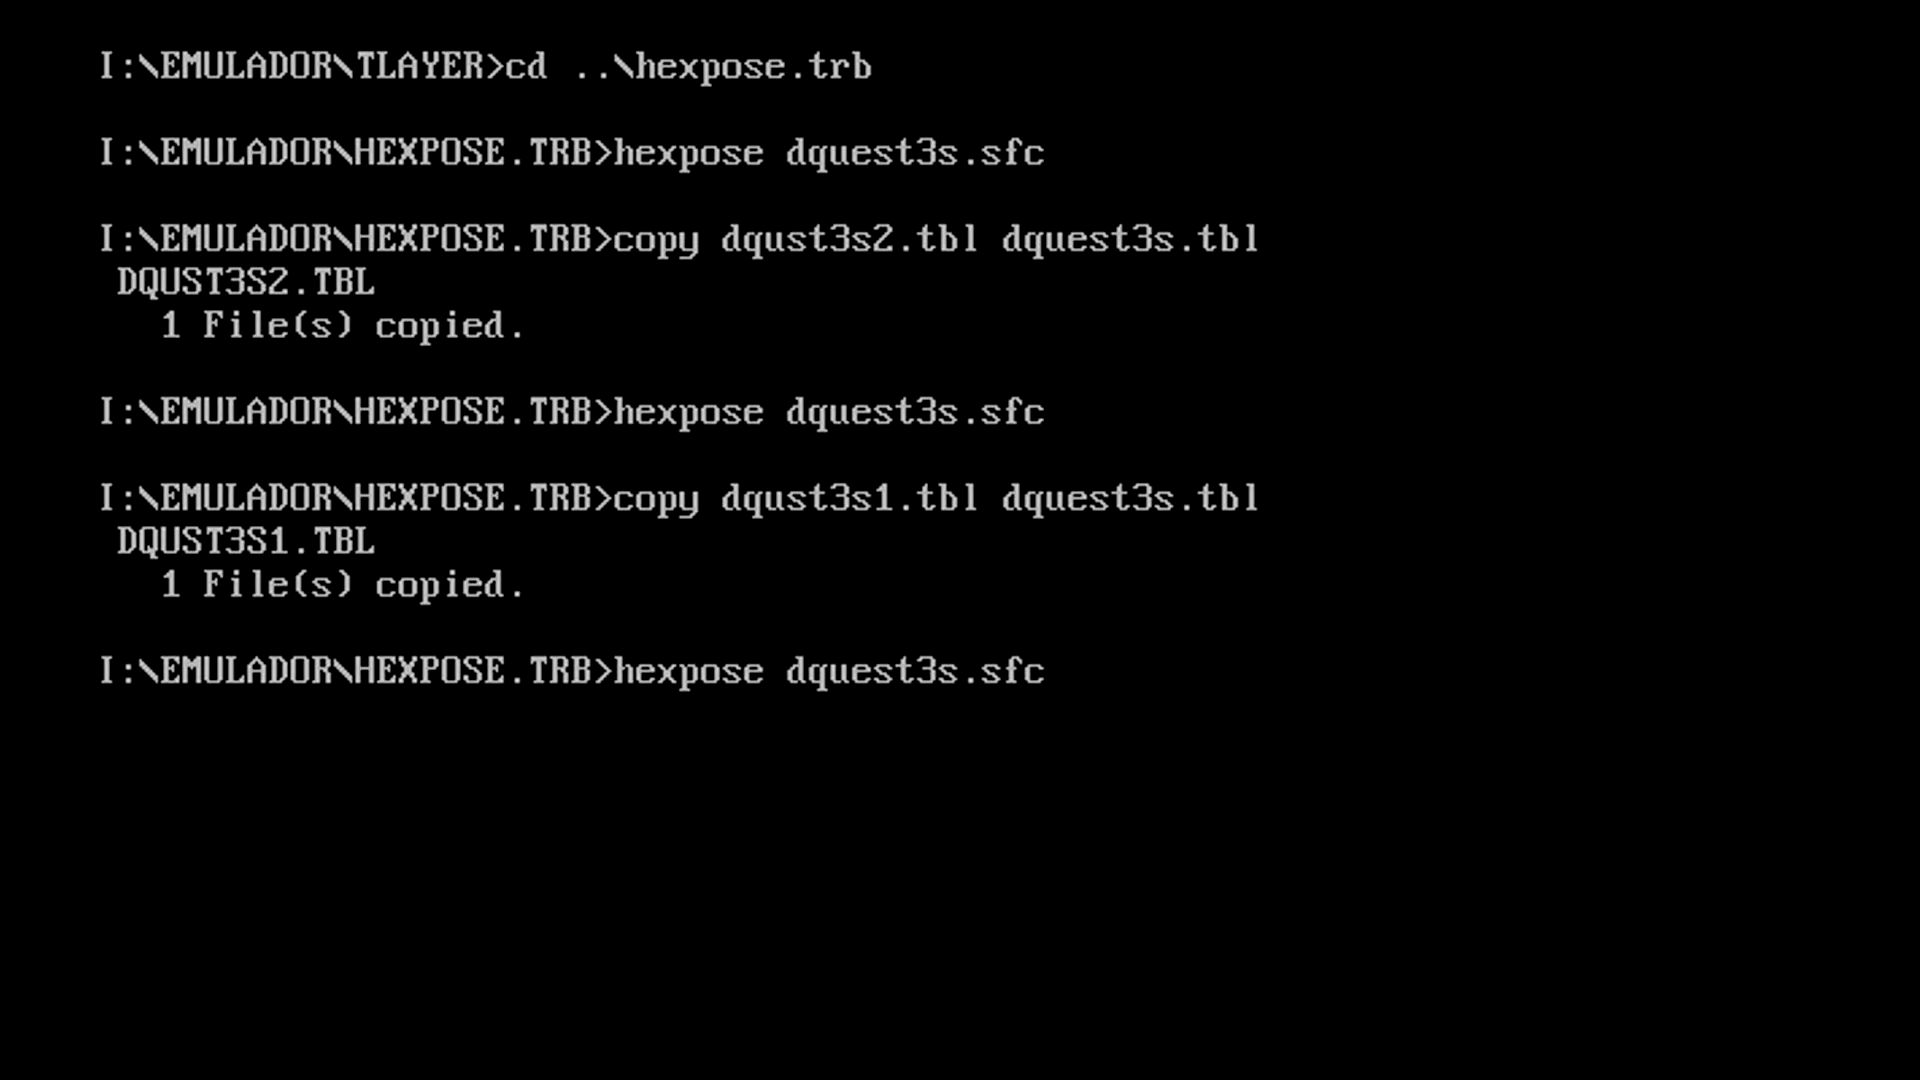 I:\EMULADOR\TLAYER>cd ..\hexpose.trb
I:\EMULADOR\HEXPOSE.TRB>hexpose dquest3s.sfc
I:\EMULADOR\HEXPOSE.TRB>copy dqust3s2.tbl dquest3s.tbl
DQUST3S2.TBL
1 File(s) copied.
I:\EMULADOR\HEXPOSE.TRB>hexpose dquest3s.sfc
I:\EMULADOR\HEXPOSE.TRB>copy dqust3s1.tbl dquest3s.tbl
DQUST3S1.TBL
1 File(s) copied.
I:\EMULADOR\HEXPOSE.TRB>hexpose dquest3s.sfc